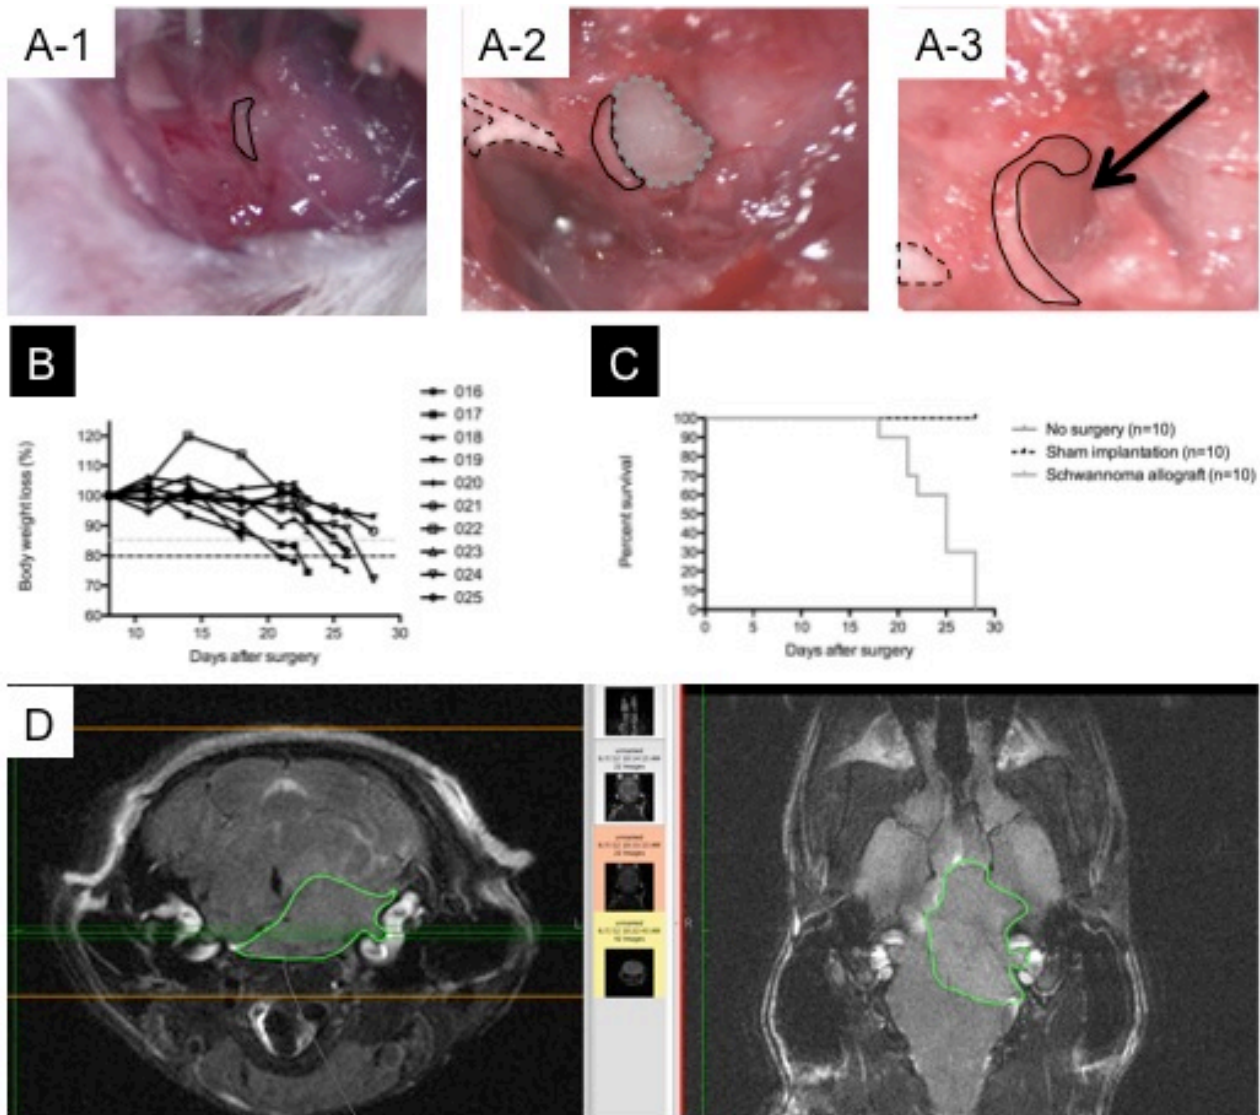 A-1
A-2
A-3
B
C
Body weight loss (%)
120
110
100
90
80
70
60
10
15
20
25
30
Days after surgery
016
017
018
019
020
021
022
023
024
025
Percent survival
100
90
80
70
60
50
40
30
20
10
0
0
5
10
15
20
25
30
Days after surgery
No surgery (n=10)
Sham implantation (n=10)
Schwannoma allograft (n=10)
D
L
R